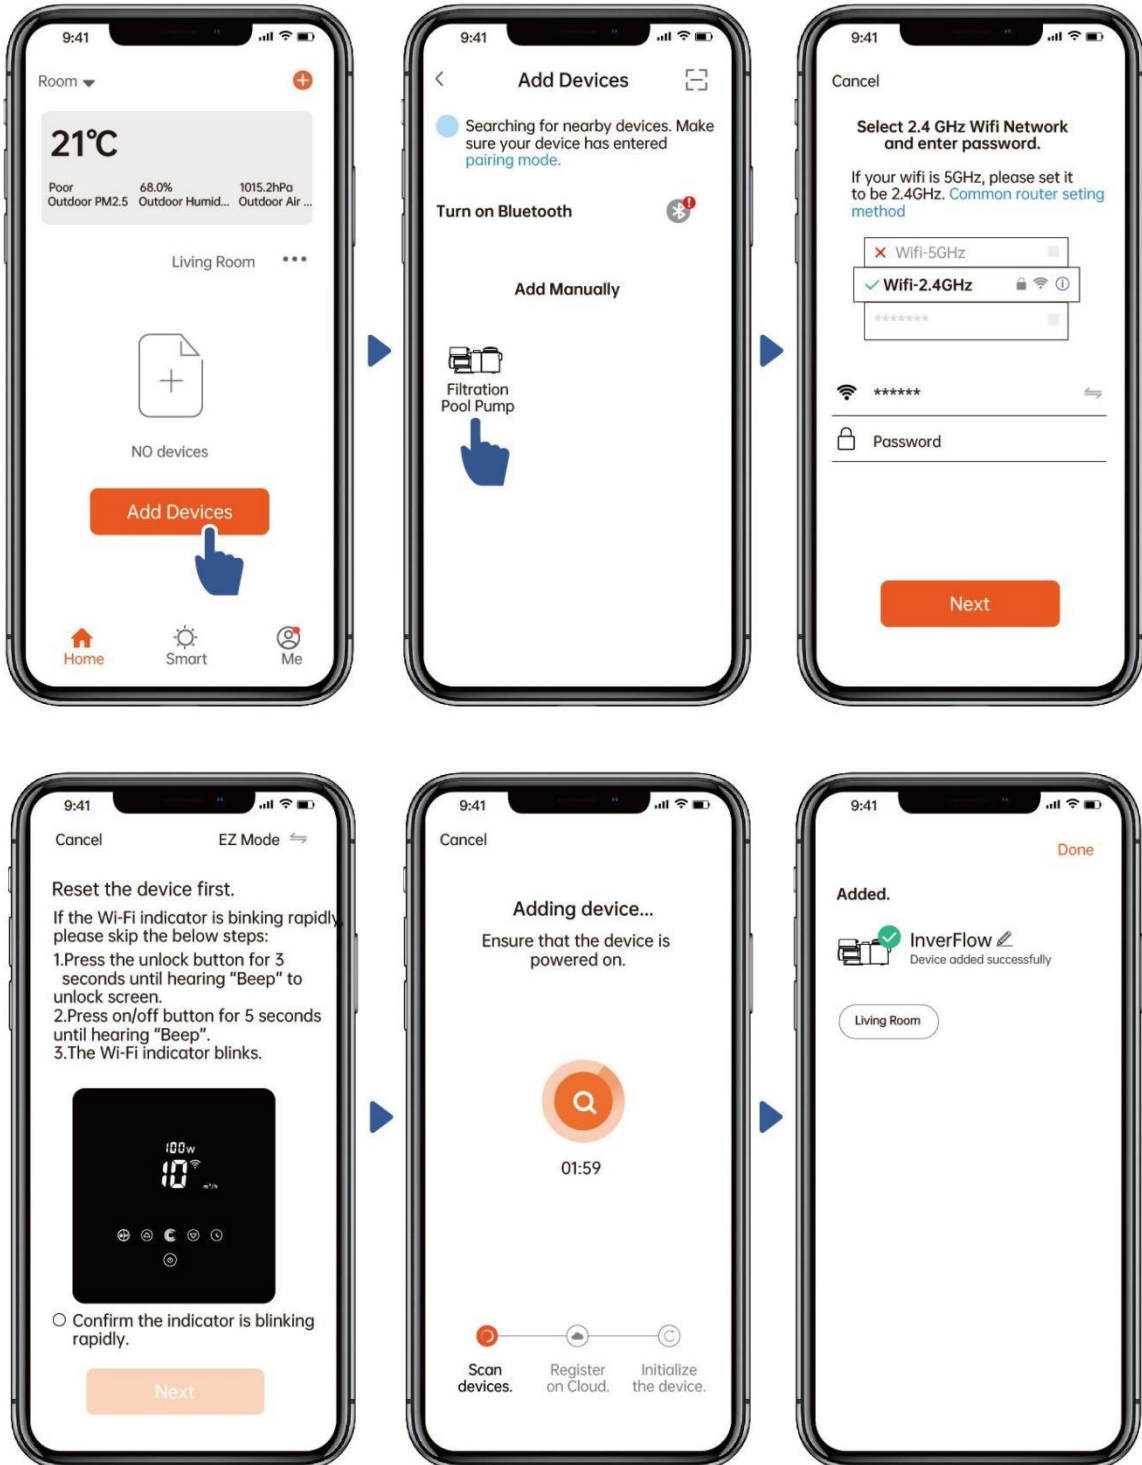 9:41
Room
21℃
Poor 68.0% 1015.2hPa
Outdoor PM2.5 Outdoor Humid... Outdoor Air ...
Living Room •••
NO devices
Add Devices
Home Smart Me
9:41
Add Devices
Searching for nearby devices. Make
sure your device has entered
pairing mode.
Turn on Bluetooth
Add Manually
Filtration
Pool Pump
9:41
Cancel
Select 2.4 GHz Wifi Network
and enter password.
If your wifi is 5GHz, please set it
to be 2.4GHz. Common router seting
method
Wifi-5GHz
Wifi-2.4GHz
*******
******
Password
Next
9:41
Cancel EZ Mode
Reset the device first.
If the Wi-Fi indicator is binking rapidly,
please skip the below steps:
1.Press the unlock button for 3
seconds until hearing "Beep" to
unlock screen.
2.Press on/off button for 5 seconds
until hearing "Beep".
3.The Wi-Fi indicator blinks.
100w
10
m³/h
Confirm the indicator is blinking
rapidly.
Next
9:41
Cancel
Adding device...
Ensure that the device is
powered on.
01:59
Scan Register Initialize
devices. on Cloud. the device.
9:41
Done
Added.
InverFlow
Device added successfully
Living Room